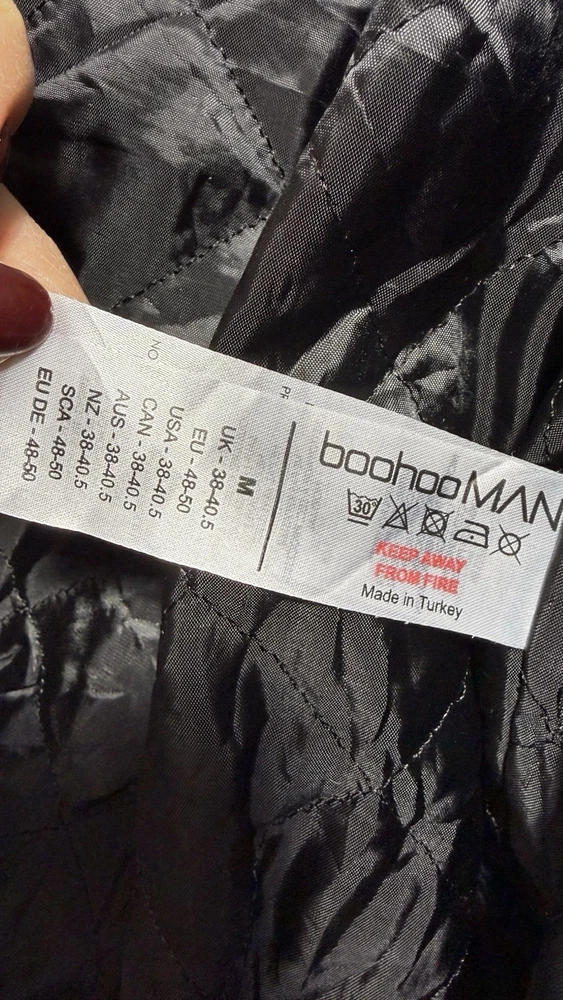 boohooMAN
30°
KEEP AWAY
FROM FIRE
Made in Turkey
M
UK - 38-40.5
EU - 48-50
USA - 38-40.5
CAN - 38-40.5
AUS - 38-40.5
NZ - 38-40.5
SCA - 48-50
EU DE - 48-50
NO